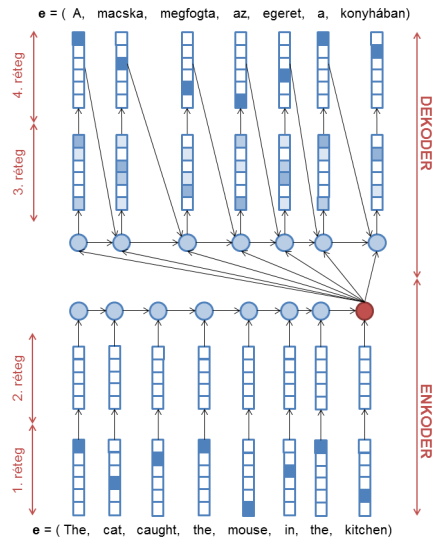 e = ( A, macska, megfogta, az, egeret, a, konyhában)
4. réteg
3. réteg
DEKODER
2. réteg
1. réteg
ENKODER
e = ( The, cat, caught, the, mouse, in, the, kitchen)